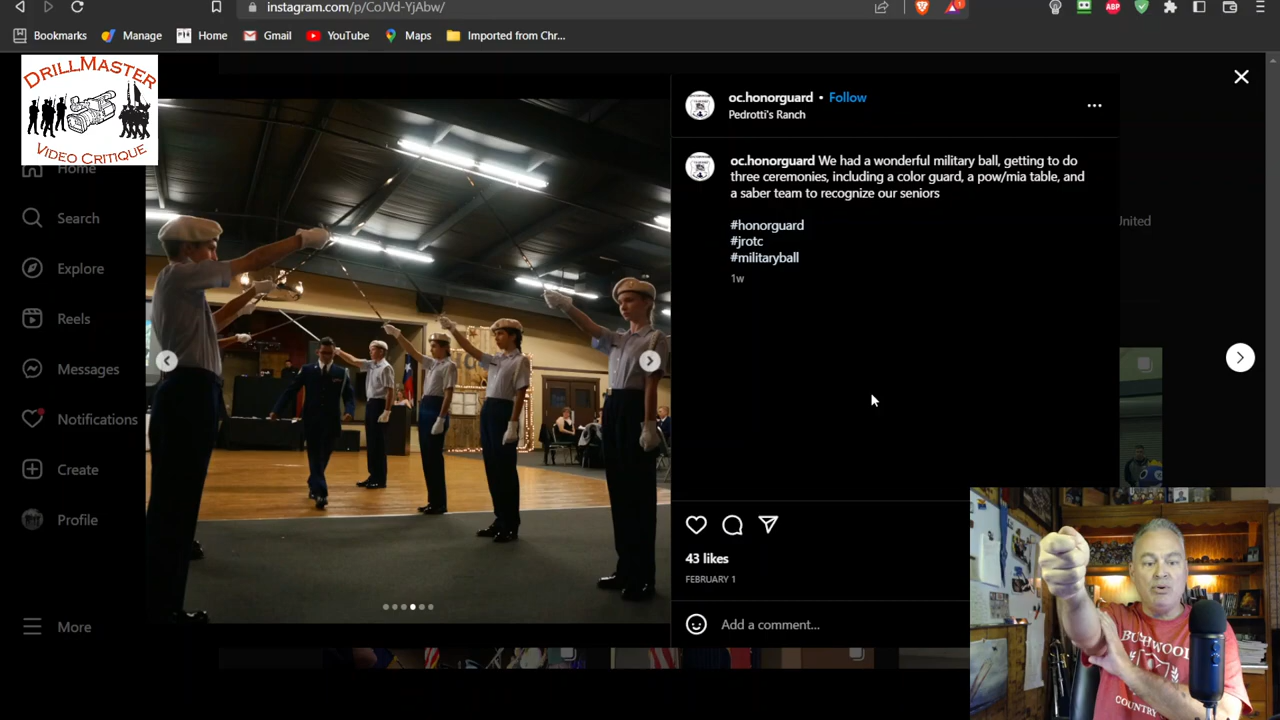 instagram.com/p/CoJVd-YjAbw/
Bookmarks Manage Home Gmail YouTube Maps Imported from Chr...
DRILLMASTER
VIDEO CRITIQUE
Home
Search
Explore
Reels
Messages
Notifications
Create
Profile
More
oc.honorguard • Follow
Pedrotti's Ranch
oc.honorguard We had a wonderful military ball, getting to do
three ceremonies, including a color guard, a pow/mia table, and
a saber team to recognize our seniors
#honorguard
#jrotc
#militaryball
1w
43 likes
FEBRUARY 1
Add a comment...
United
COUNTRY